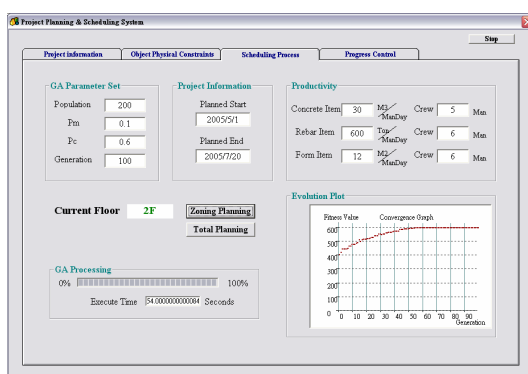 Project Planning & Scheduling System
Stop
Project information
Object Physical Constraints
Scheduling Process
Progress Control
GA Parameter Set
Population 200
Pm 0.1
Pc 0.6
Generation 100
Project Information
Planned Start
2005/5/1
Planned End
2005/7/20
Productivity
Concrete Item 30 M3/ManDay Crew 5 Man
Rebar Item 600 Ton/ManDay Crew 6 Man
Form Item 12 M2/ManDay Crew 6 Man
Current Floor 2F
Zoning Planning
Total Planning
GA Processing
0% 100%
Execute Time 54.0000000000084 Seconds
Evolution Plot
Fitness Value Convergence Graph
600
500
400
300
200
100
0
0 10 20 30 40 50 60 70 80 90
Generation